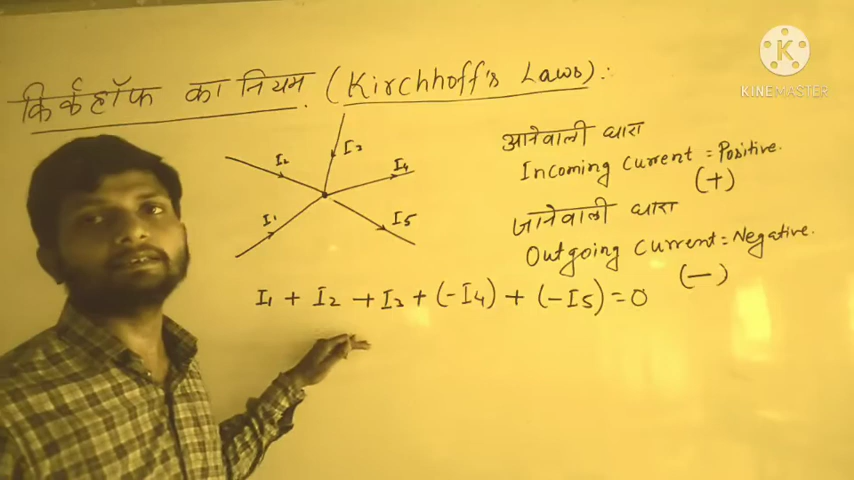 किर्कहॉफ का नियम (Kirchhoff's Laws):
I₂
I₃
I₄
I₁
I₅
आनेवाली धारा
Incoming Current = Positive.
(+)
जानेवाली धारा
Outgoing Current = Negative.
(−)
I₁ + I₂ + I₃ + (-I₄) + (-I₅) = 0
K
KINEMASTER